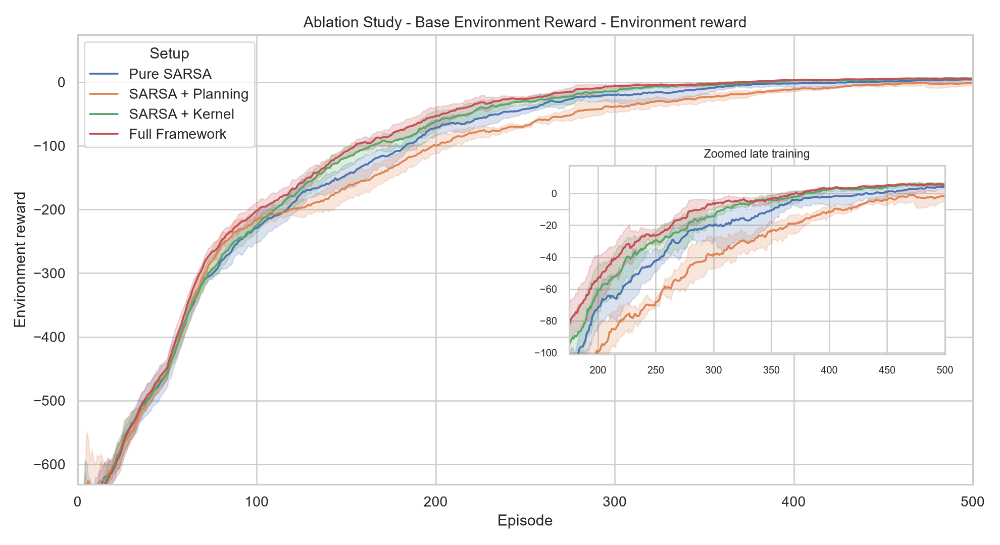 Ablation Study - Base Environment Reward - Environment reward
Setup
Pure SARSA
SARSA + Planning
SARSA + Kernel
Full Framework
Environment reward
0
−100
−200
−300
−400
−500
−600
0 100 200 300 400 500
Episode
Zoomed late training
0
−20
−40
−60
−80
−100
200 250 300 350 400 450 500